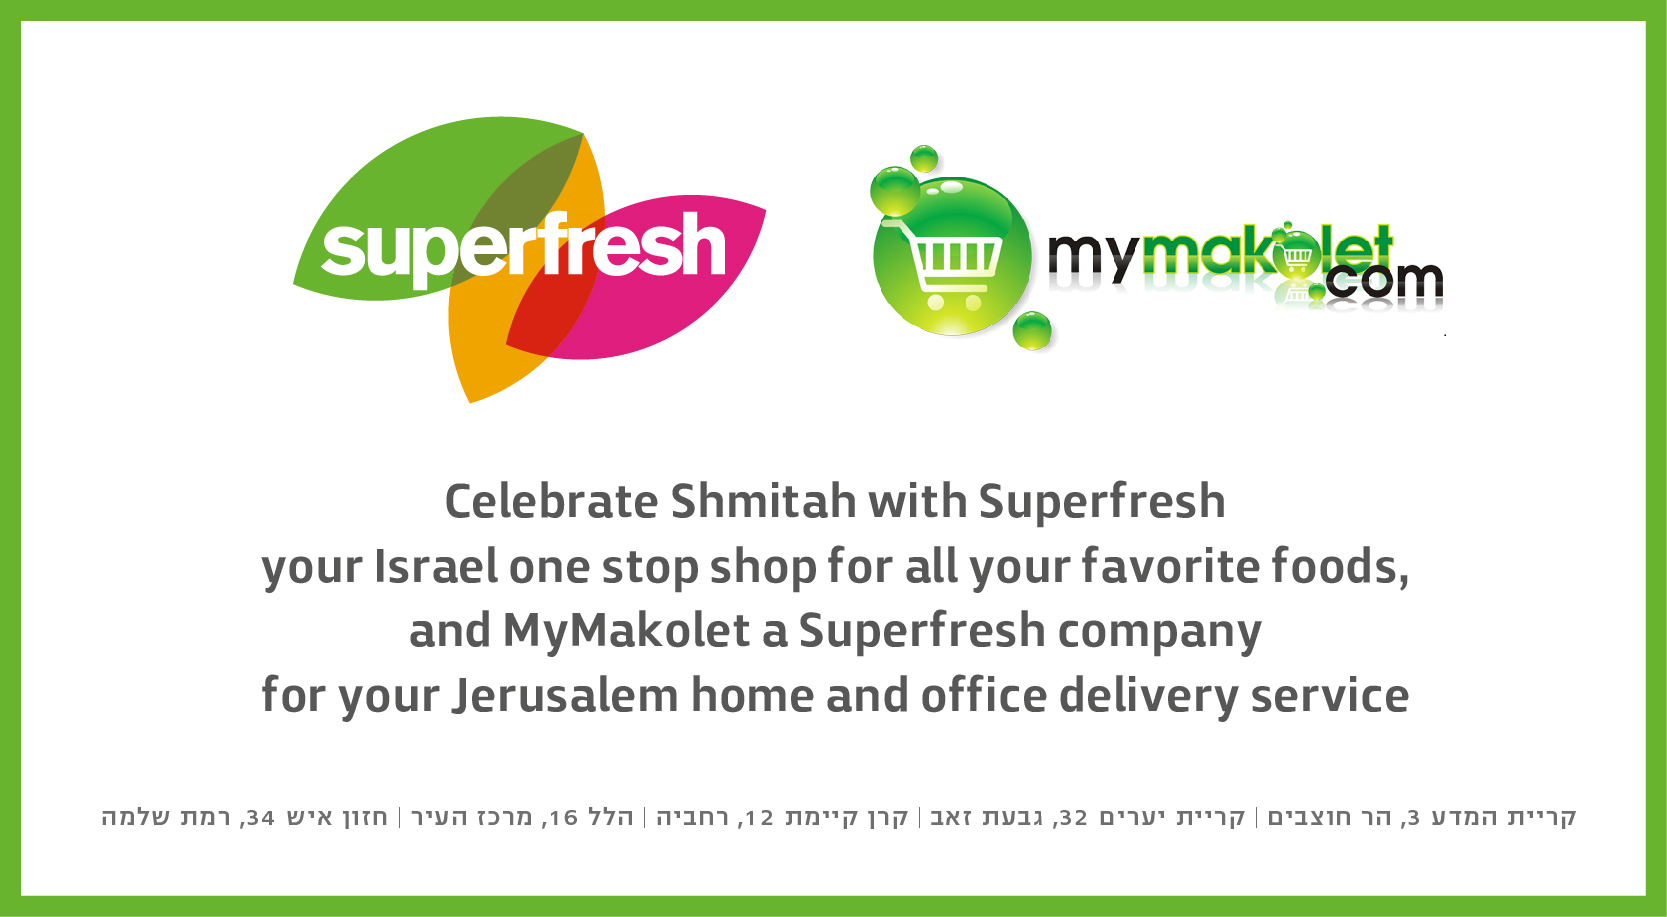 superfresh
mymakolet.com
Celebrate Shmitah with Superfresh
your Israel one stop shop for all your favorite foods,
and MyMakolet a Superfresh company
for your Jerusalem home and office delivery service
קריית המדע 3, הר חוצבים | קריית יערים 32, גבעת זאב | קרן קיימת 12, רחביה | הלל 16, מרכז העיר | חזון איש 34, רמת שלמה